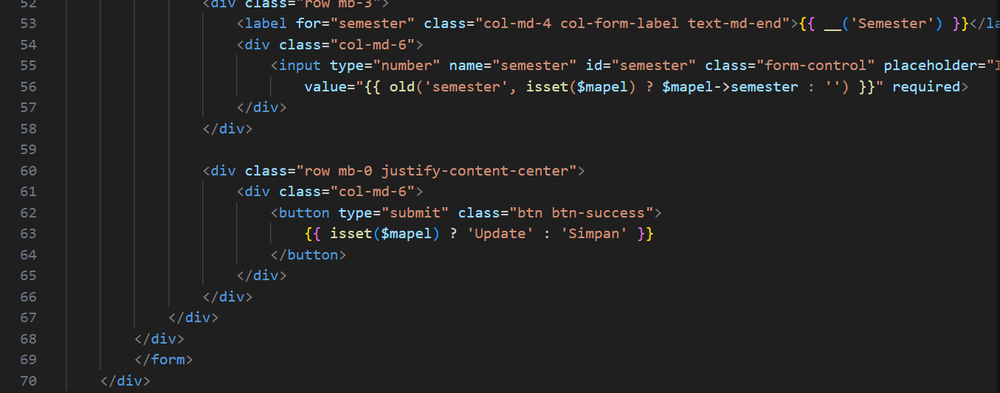 52 <div class="row mb-3">
53 <label for="semester" class="col-md-4 col-form-label text-md-end">{{ __('Semester') }}</la
54 <div class="col-md-6">
55 <input type="number" name="semester" id="semester" class="form-control" placeholder="
56 value="{{ old('semester', isset($mapel) ? $mapel->semester : '') }}" required>
57 </div>
58 </div>
59
60 <div class="row mb-0 justify-content-center">
61 <div class="col-md-6">
62 <button type="submit" class="btn btn-success">
63 {{ isset($mapel) ? 'Update' : 'Simpan' }}
64 </button>
65 </div>
66 </div>
67 </div>
68 </div>
69 </form>
70 </div>